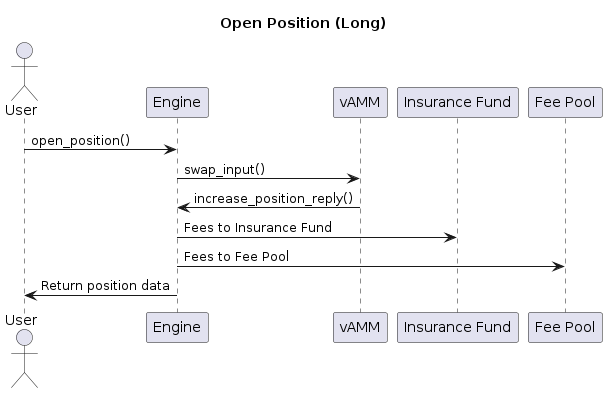 Open Position (Long)
User
Engine
vAMM
Insurance Fund
Fee Pool
open_position()
swap_input()
increase_position_reply()
Fees to Insurance Fund
Fees to Fee Pool
Return position data
User
Engine
vAMM
Insurance Fund
Fee Pool